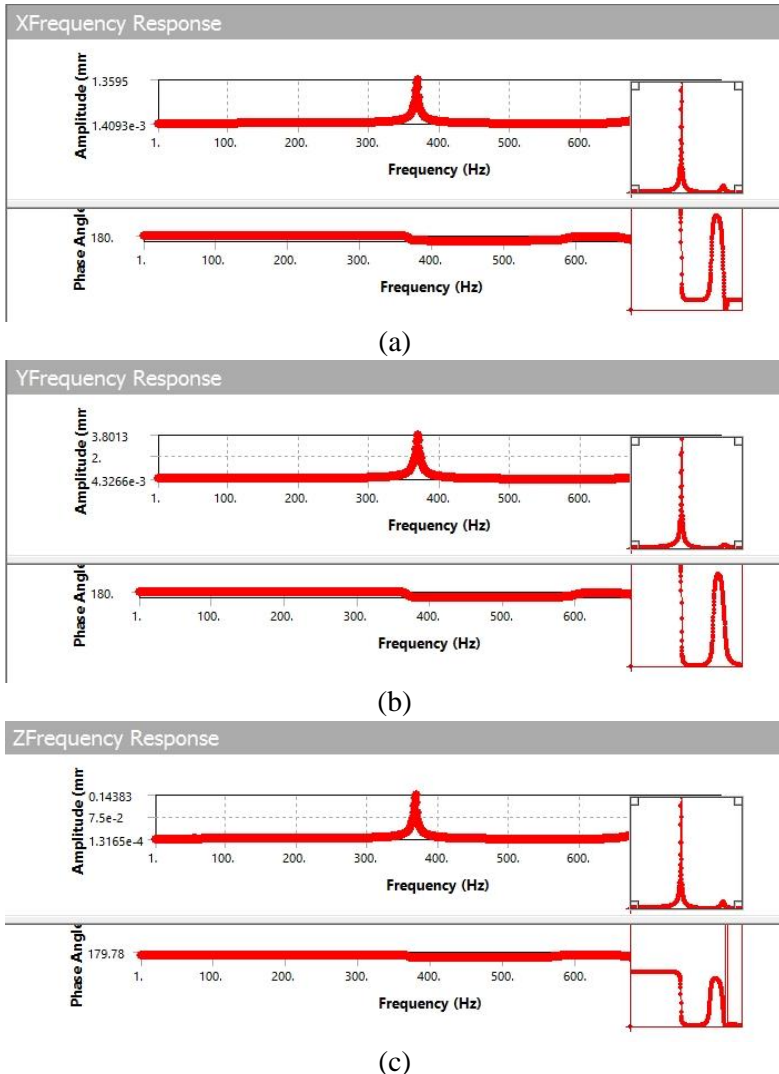 XFrequency Response
Amplitude (mm
1.3595
1.4093e-3
1. 100. 200. 300. 400. 500. 600.
Frequency (Hz)
Phase Angle
180.
1. 100. 200. 300. 400. 500. 600.
Frequency (Hz)
(a)
YFrequency Response
Amplitude (mm
3.8013
2.
4.3266e-3
1. 100. 200. 300. 400. 500. 600.
Frequency (Hz)
Phase Angle
180.
1. 100. 200. 300. 400. 500. 600.
Frequency (Hz)
(b)
ZFrequency Response
Amplitude (mm
0.14383
7.5e-2
1.3165e-4
1. 100. 200. 300. 400. 500. 600.
Frequency (Hz)
Phase Angle
179.78
1. 100. 200. 300. 400. 500. 600.
Frequency (Hz)
(c)